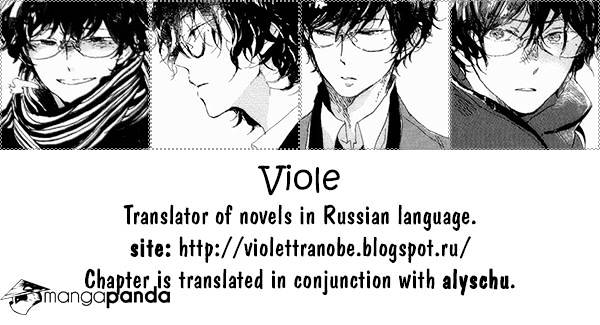 Viole
Translator of novels in Russian language.
site: http://violettranobe.blogspot.ru/
Chapter is translated in conjunction with alyschu.
mangapanda